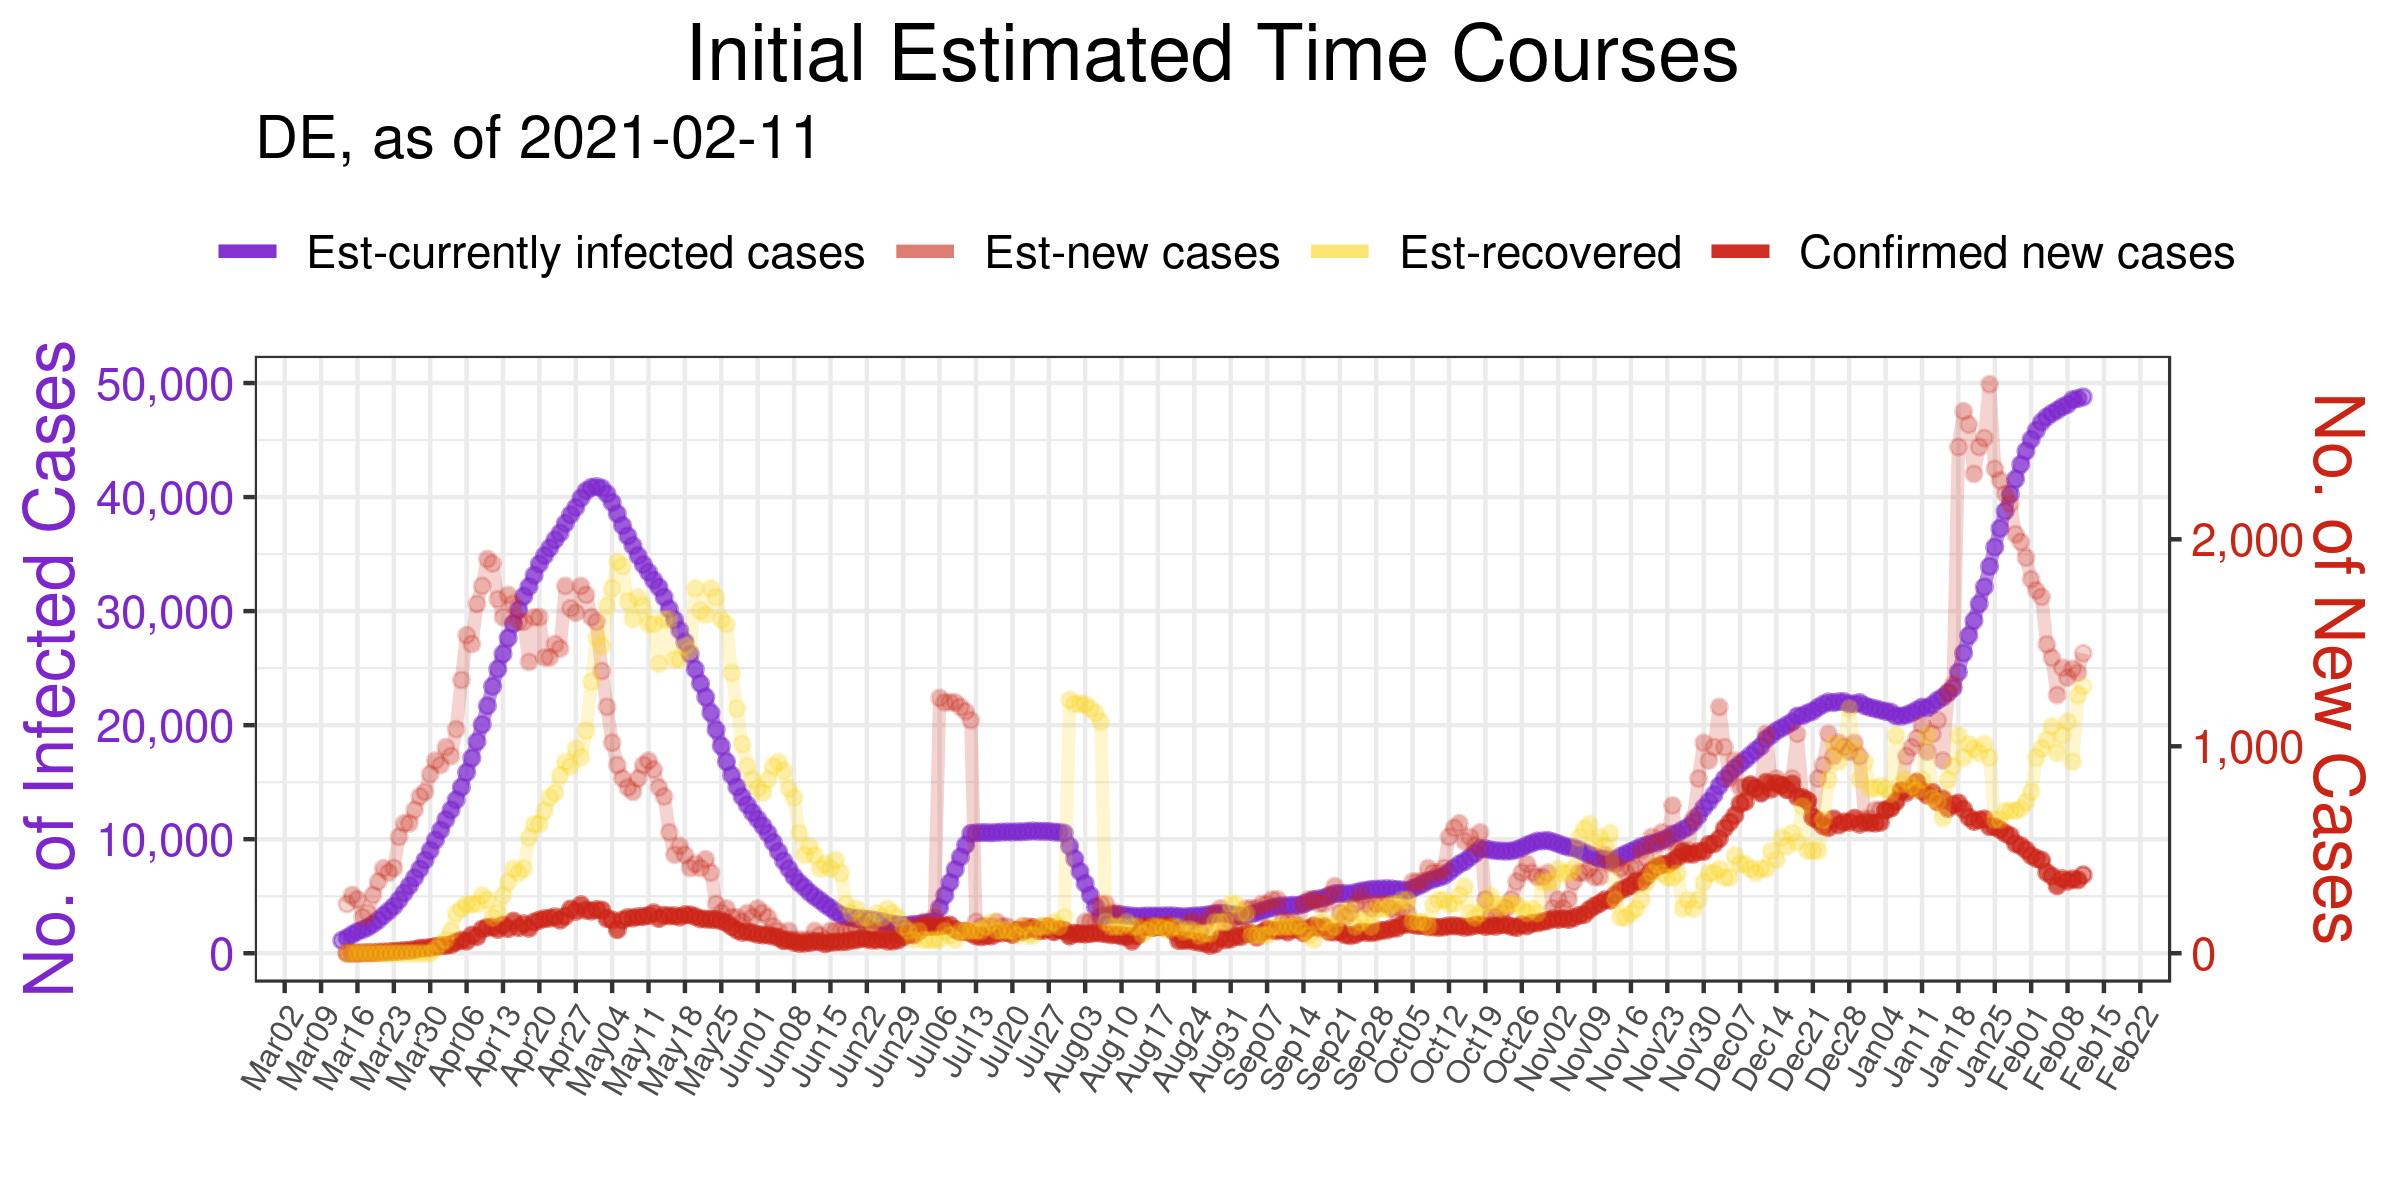 Initial Estimated Time Courses
DE, as of 2021-02-11
Est-currently infected cases Est-new cases Est-recovered Confirmed new cases
No. of Infected Cases
50,000
40,000
30,000
20,000
10,000
0
2,000
1,000
0
No. of New Cases
Mar02 Mar09 Mar16 Mar23 Mar30 Apr06 Apr13 Apr20 Apr27 May04 May11 May18 May25 Jun01 Jun08 Jun15 Jun22 Jun29 Jul06 Jul13 Jul20 Jul27 Aug03 Aug10 Aug17 Aug24 Aug31 Sep07 Sep14 Sep21 Sep28 Oct05 Oct12 Oct19 Oct26 Nov02 Nov09 Nov16 Nov23 Nov30 Dec07 Dec14 Dec21 Dec28 Jan04 Jan11 Jan18 Jan25 Feb01 Feb08 Feb15 Feb22